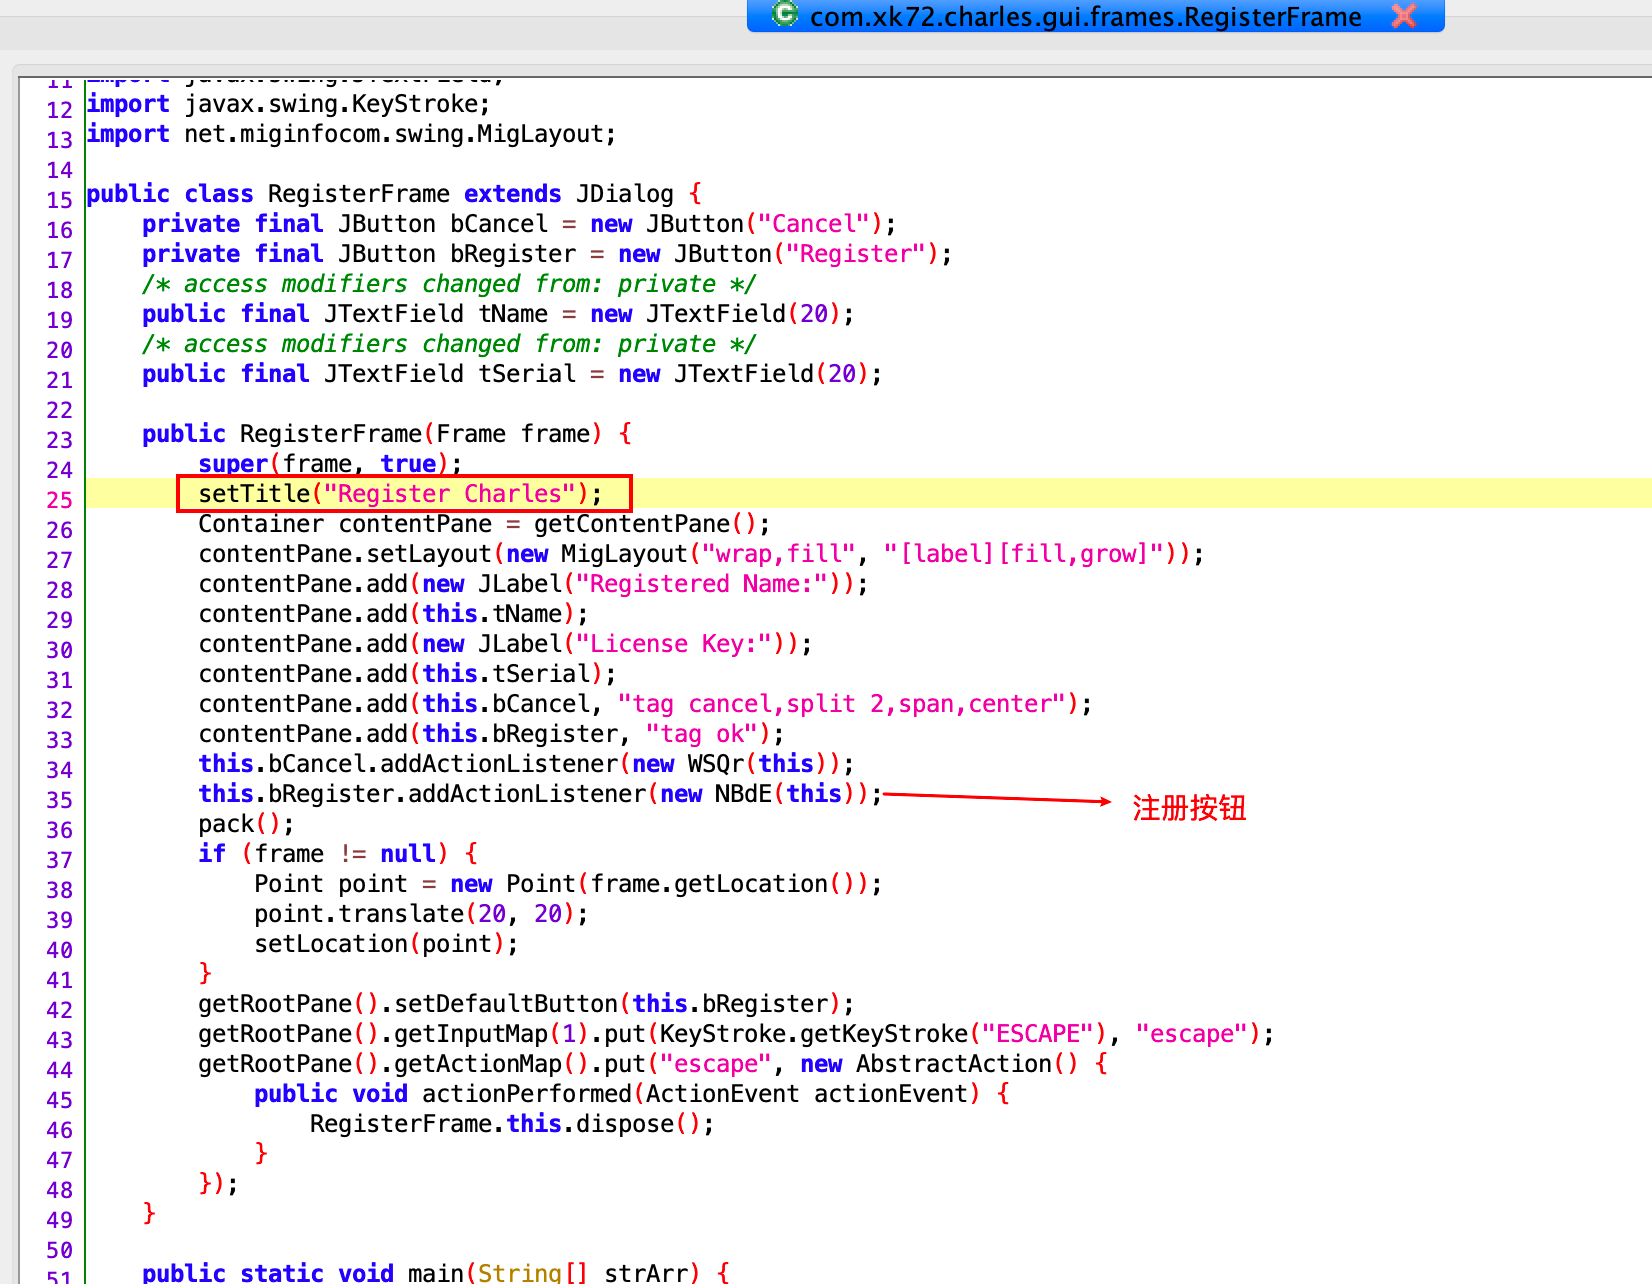 com.xk72.charles.gui.frames.RegisterFrame
11 import javax.swing.JTextField;
12 import javax.swing.KeyStroke;
13 import net.miginfocom.swing.MigLayout;
14
15 public class RegisterFrame extends JDialog {
16 private final JButton bCancel = new JButton("Cancel");
17 private final JButton bRegister = new JButton("Register");
18 /* access modifiers changed from: private */
19 public final JTextField tName = new JTextField(20);
20 /* access modifiers changed from: private */
21 public final JTextField tSerial = new JTextField(20);
22
23 public RegisterFrame(Frame frame) {
24 super(frame, true);
25 setTitle("Register Charles");
26 Container contentPane = getContentPane();
27 contentPane.setLayout(new MigLayout("wrap,fill", "[label][fill,grow]"));
28 contentPane.add(new JLabel("Registered Name:"));
29 contentPane.add(this.tName);
30 contentPane.add(new JLabel("License Key:"));
31 contentPane.add(this.tSerial);
32 contentPane.add(this.bCancel, "tag cancel,split 2,span,center");
33 contentPane.add(this.bRegister, "tag ok");
34 this.bCancel.addActionListener(new WSQr(this));
35 this.bRegister.addActionListener(new NBdE(this)); 注册按钮
36 pack();
37 if (frame != null) {
38 Point point = new Point(frame.getLocation());
39 point.translate(20, 20);
40 setLocation(point);
41 }
42 getRootPane().setDefaultButton(this.bRegister);
43 getRootPane().getInputMap(1).put(KeyStroke.getKeyStroke("ESCAPE"), "escape");
44 getRootPane().getActionMap().put("escape", new AbstractAction() {
45 public void actionPerformed(ActionEvent actionEvent) {
46 RegisterFrame.this.dispose();
47 }
48 });
49 }
50
51 public static void main(String[] strArr) {